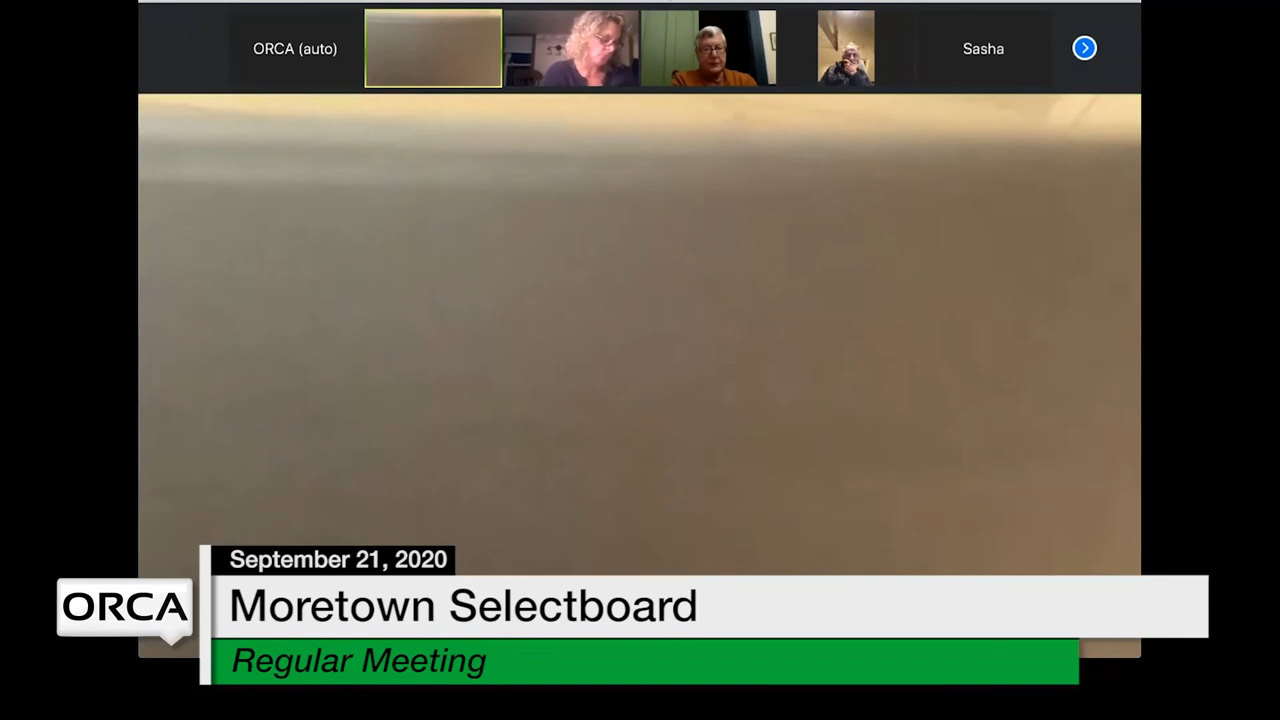 ORCA (auto)
Sasha
September 21, 2020
ORCA
Moretown Selectboard
Regular Meeting